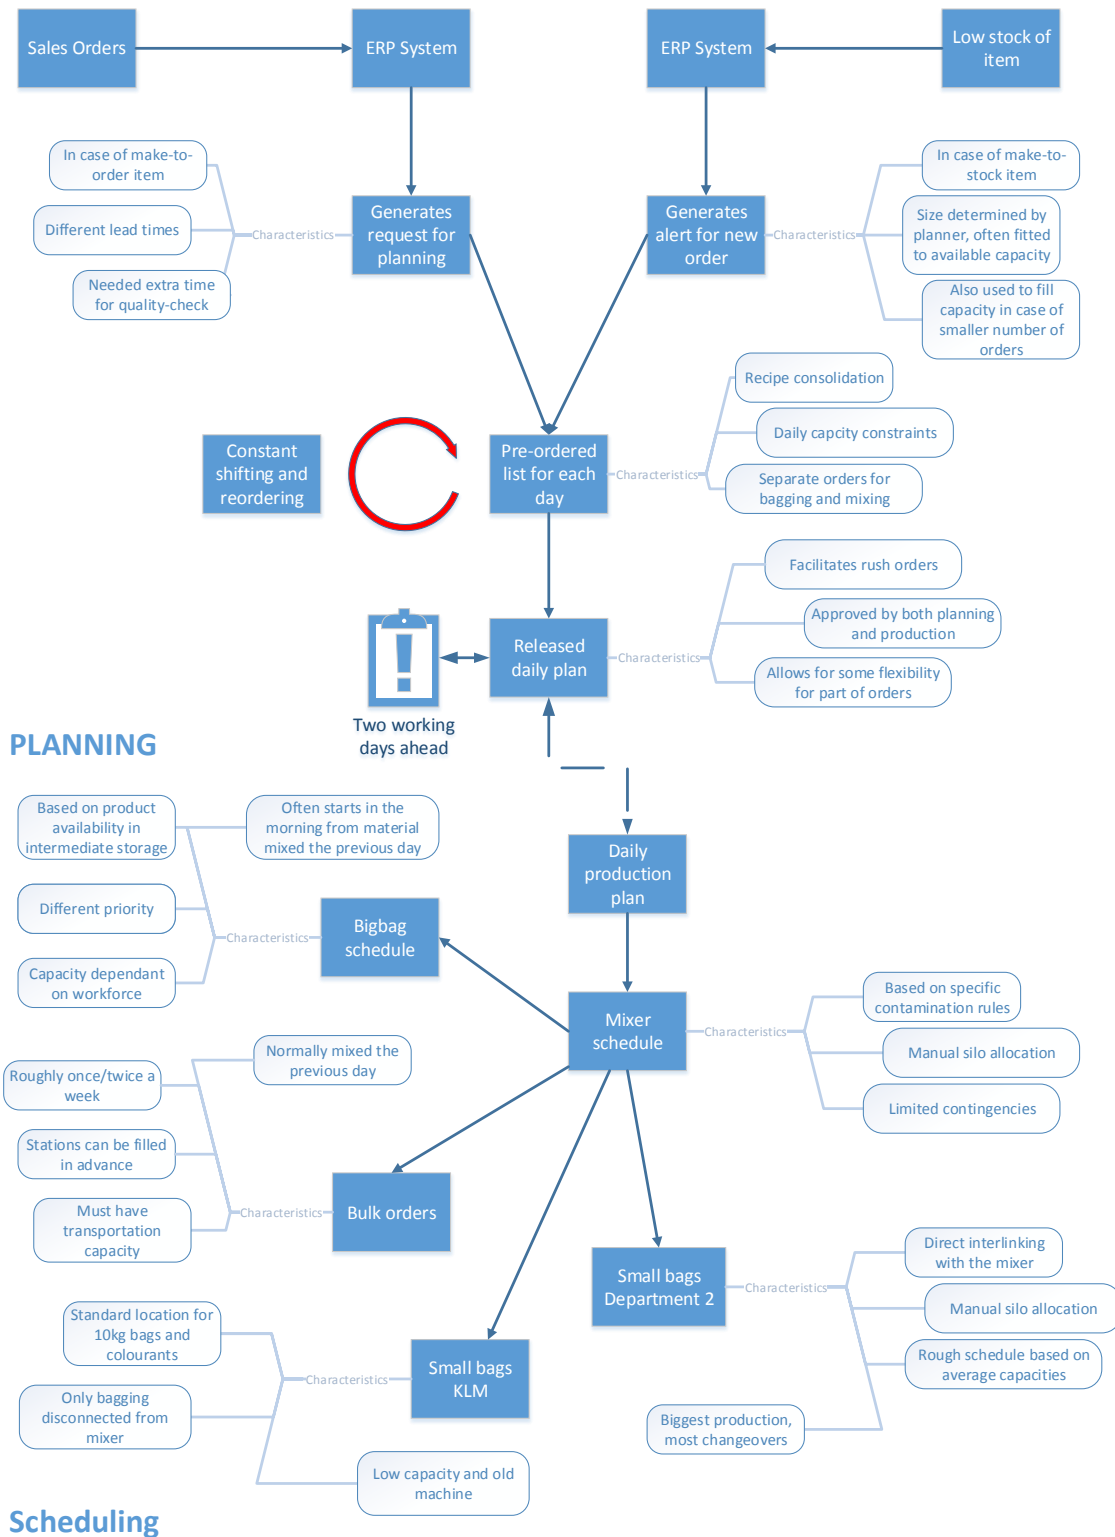 Sales Orders
ERP System
ERP System
Low stock of
item
In case of make-to-
order item
Different lead times
Needed extra time
for quality-check
Characteristics
Generates
request for
planning
Generates
alert for new
order
Characteristics
In case of make-to-
stock item
Size determined by
planner, often fitted
to available capacity
Also used to fill
capacity in case of
smaller number of
orders
Constant
shifting and
reordering
Pre-ordered
list for each
day
Characteristics
Recipe consolidation
Daily capcity constraints
Separate orders for
bagging and mixing
Two working
days ahead
Released
daily plan
Characteristics
Facilitates rush orders
Approved by both planning
and production
Allows for some flexibility
for part of orders
PLANNING
Daily
production
plan
Based on product
availability in
intermediate storage
Often starts in the
morning from material
mixed the previous day
Different priority
Capacity dependant
on workforce
Characteristics
Bigbag
schedule
Mixer
schedule
Characteristics
Based on specific
contamination rules
Manual silo allocation
Limited contingencies
Normally mixed the
previous day
Roughly once/twice a
week
Stations can be filled
in advance
Must have
transportation
capacity
Characteristics
Bulk orders
Small bags
Department 2
Characteristics
Direct interlinking
with the mixer
Manual silo allocation
Rough schedule based on
average capacities
Biggest production,
most changeovers
Standard location for
10kg bags and
colourants
Only bagging
disconnected from
mixer
Low capacity and old
machine
Characteristics
Small bags
KLM
Scheduling